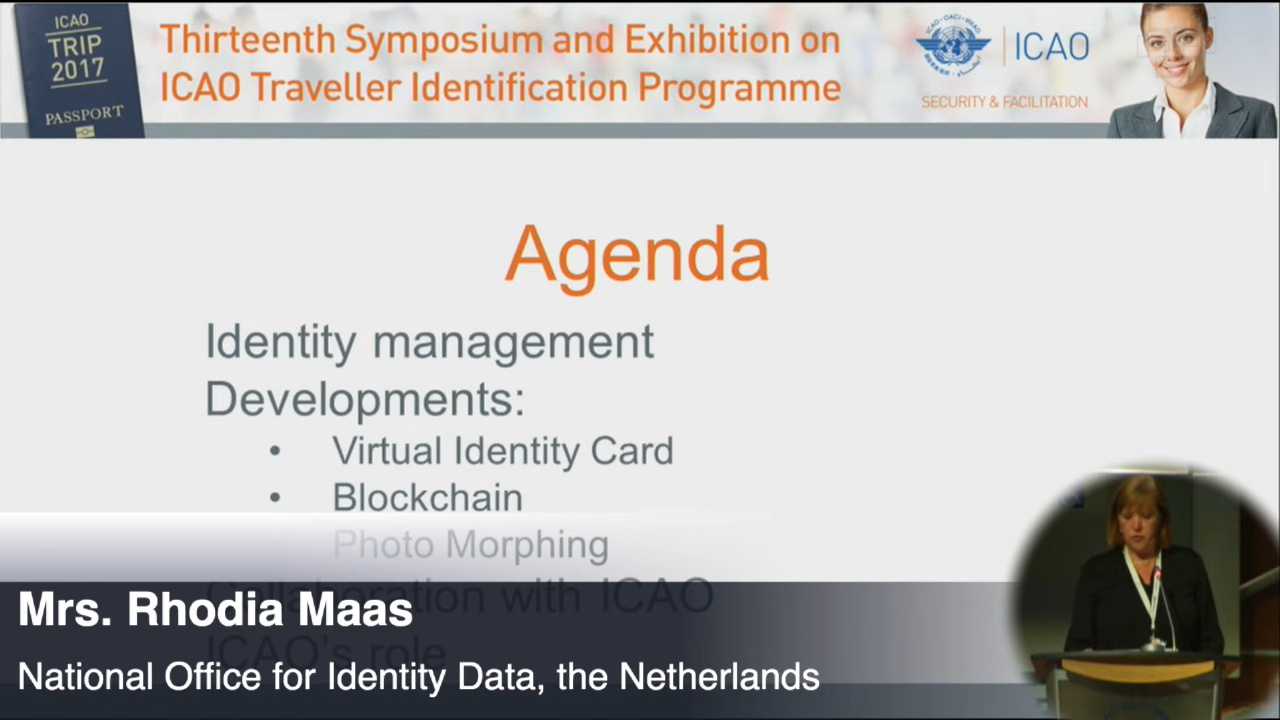 ICAO
TRIP
2017
PASSPORT
Thirteenth Symposium and Exhibition on
ICAO Traveller Identification Programme
ICAO
SECURITY & FACILITATION
Agenda
Identity management
Developments:
• Virtual Identity Card
• Blockchain
Photo Morphing
Collaboration with ICAO
ICAO's role
Mrs. Rhodia Maas
National Office for Identity Data, the Netherlands